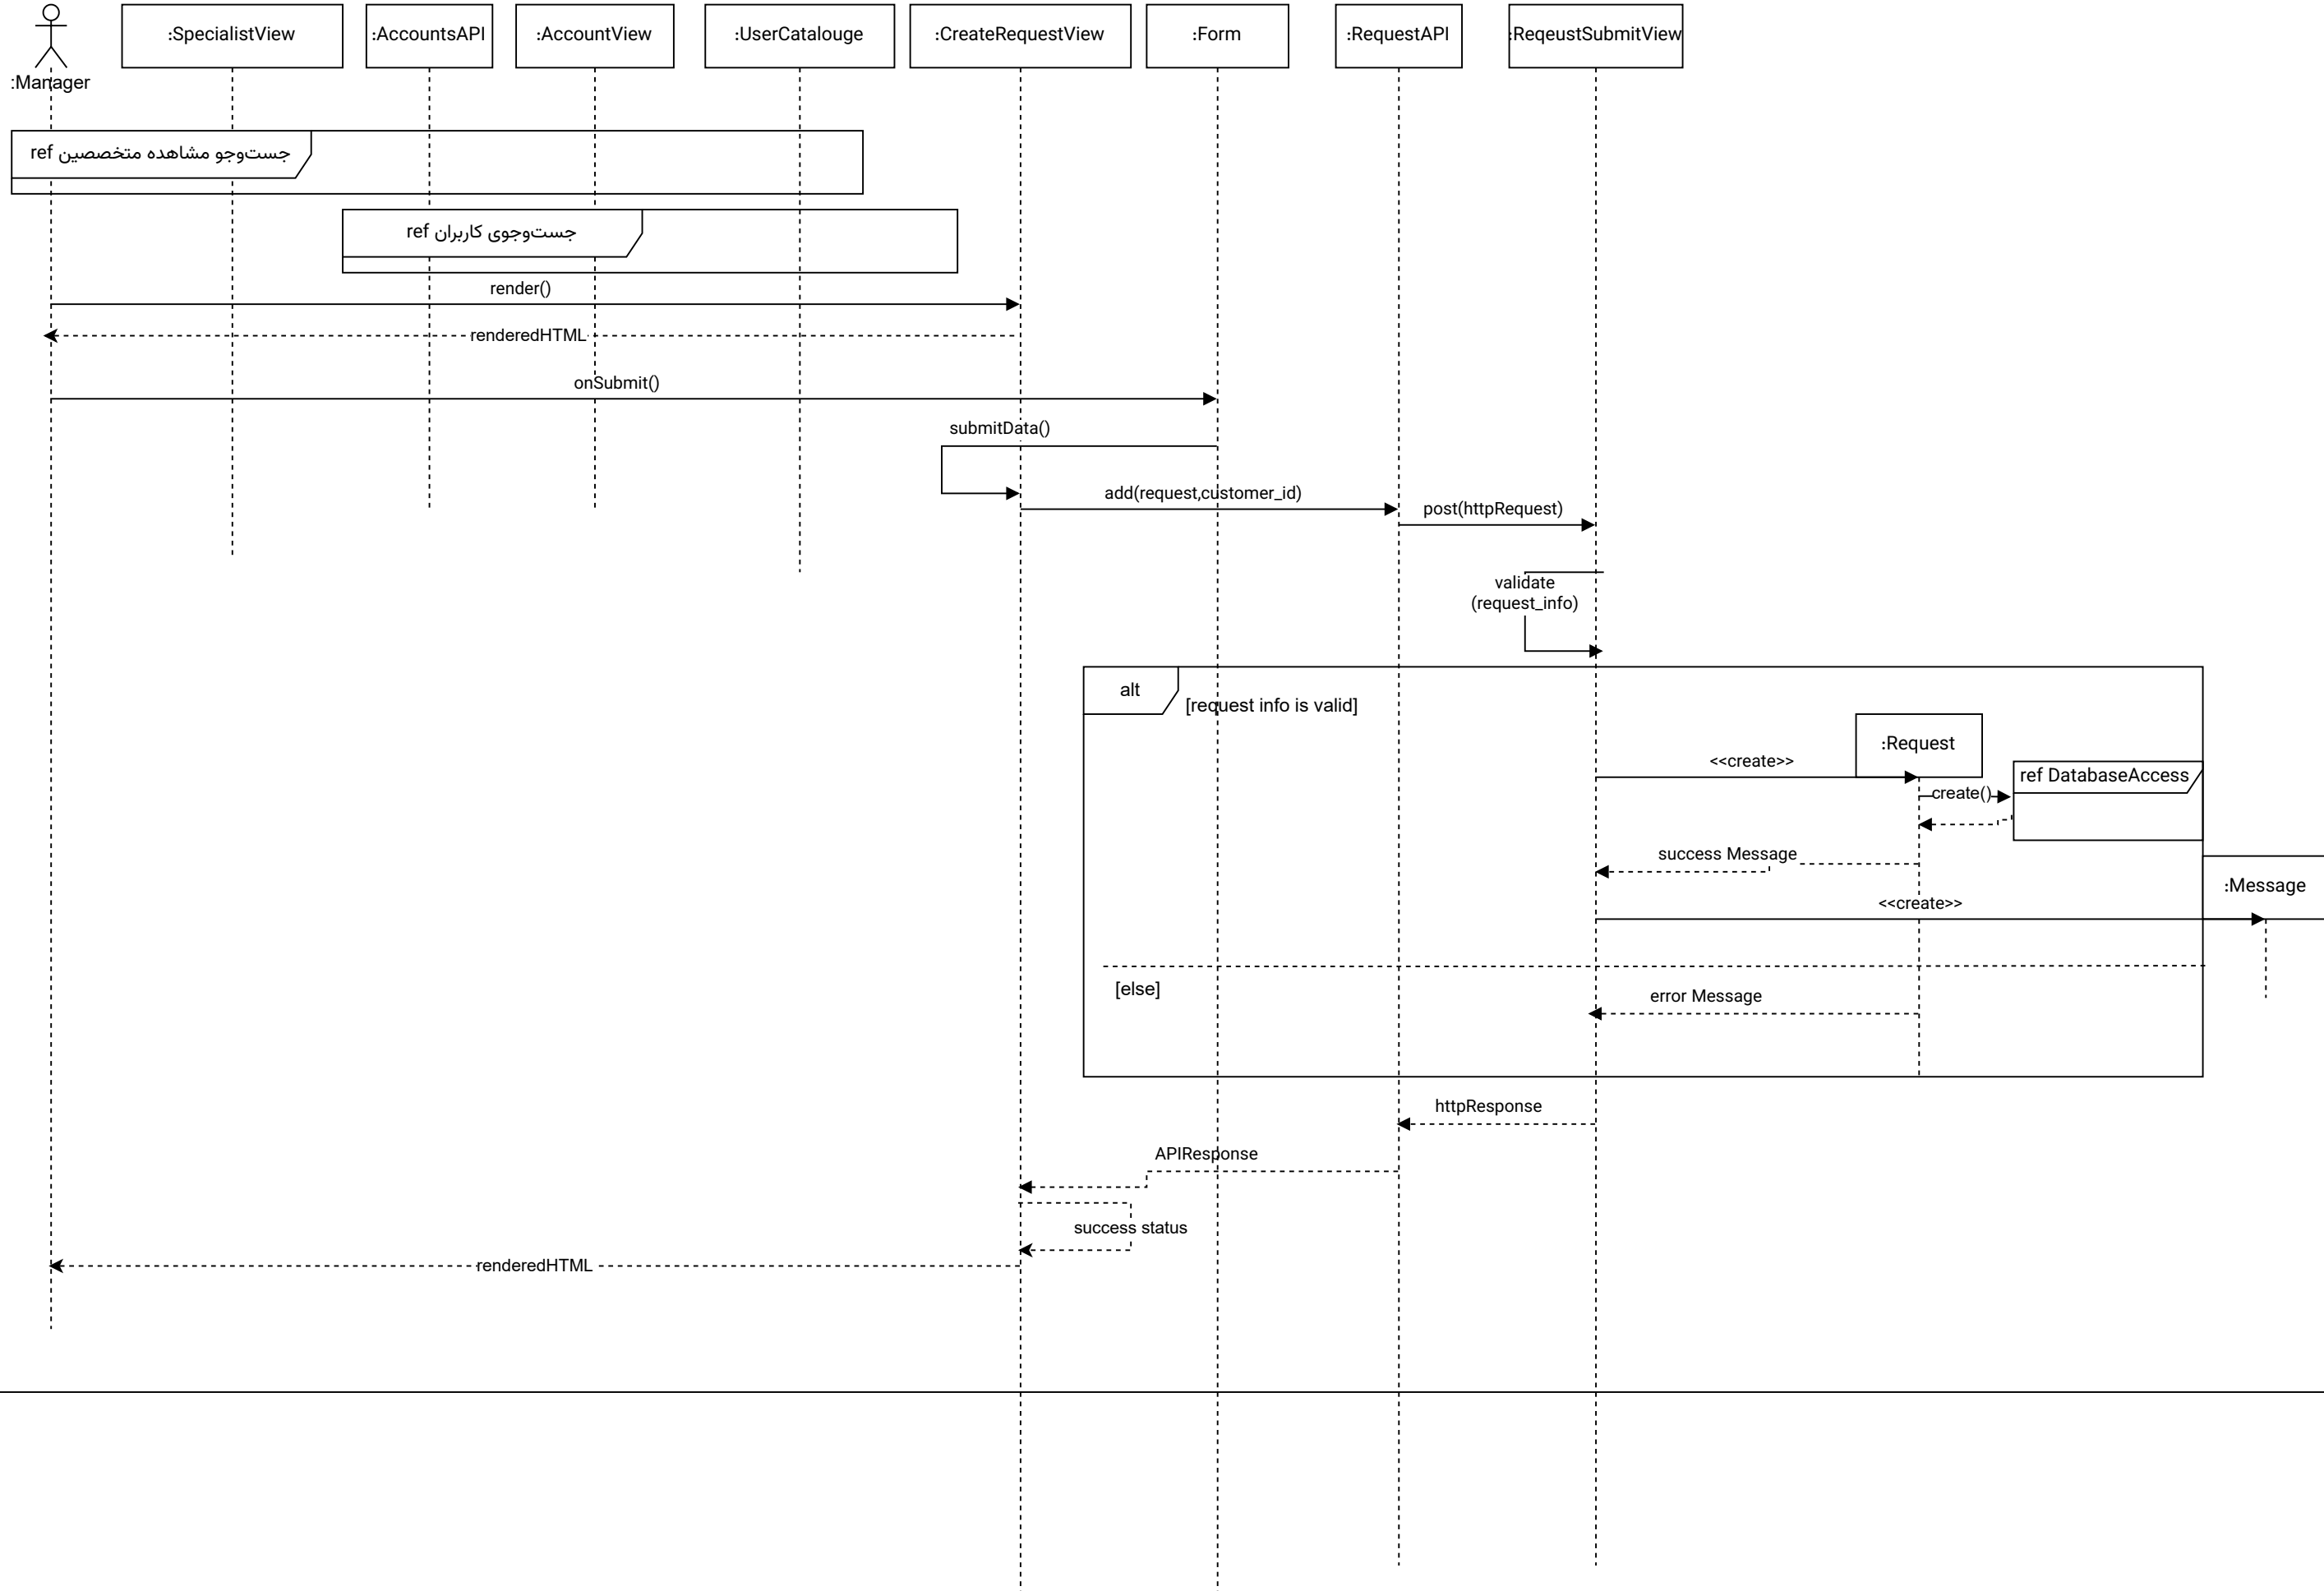 :Manager
:SpecialistView
:AccountsAPI
:AccountView
:UserCatalouge
:CreateRequestView
:Form
:RequestAPI
:ReqeustSubmitView
ref جست‌وجو مشاهده متخصصین
ref جست‌وجوی کاربران
render()
renderedHTML
onSubmit()
submitData()
add(request,customer_id)
post(httpRequest)
validate
(request_info)
alt
[request info is valid]
:Request
<<create>>
ref DatabaseAccess
create()
success Message
:Message
<<create>>
[else]
error Message
httpResponse
APIResponse
success status
renderedHTML